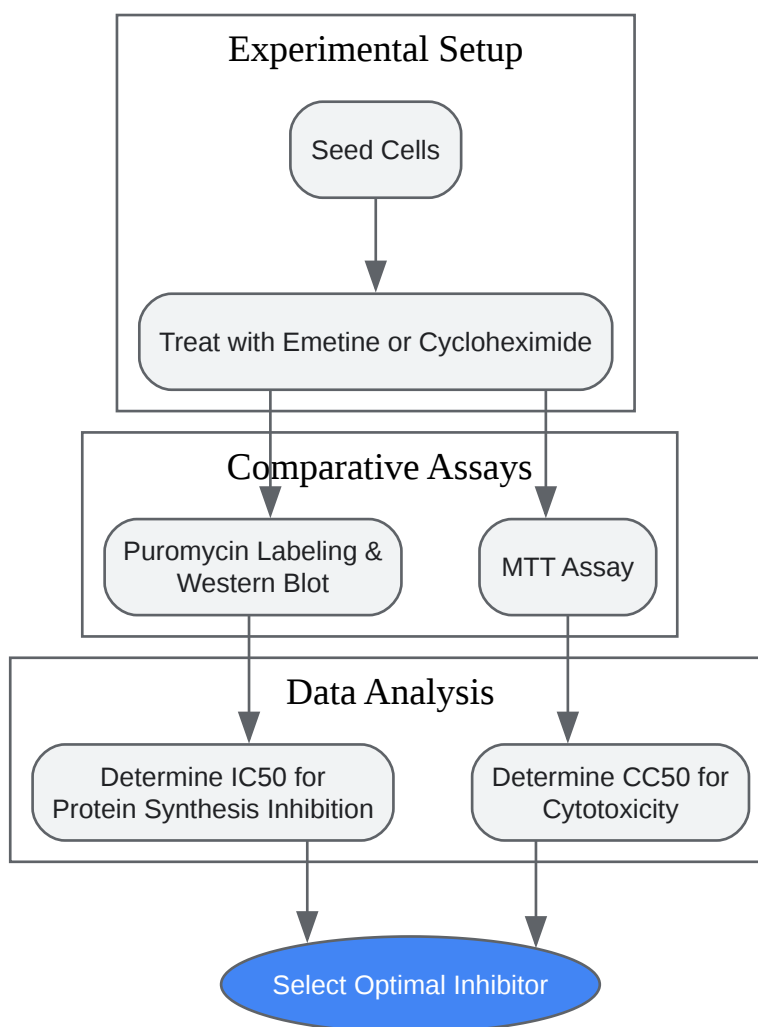 Experimental Setup
Seed Cells
Treat with Emetine or Cycloheximide
Comparative Assays
Puromycin Labeling &
Western Blot
MTT Assay
Data Analysis
Determine IC50 for
Protein Synthesis Inhibition
Determine CC50 for
Cytotoxicity
Select Optimal Inhibitor